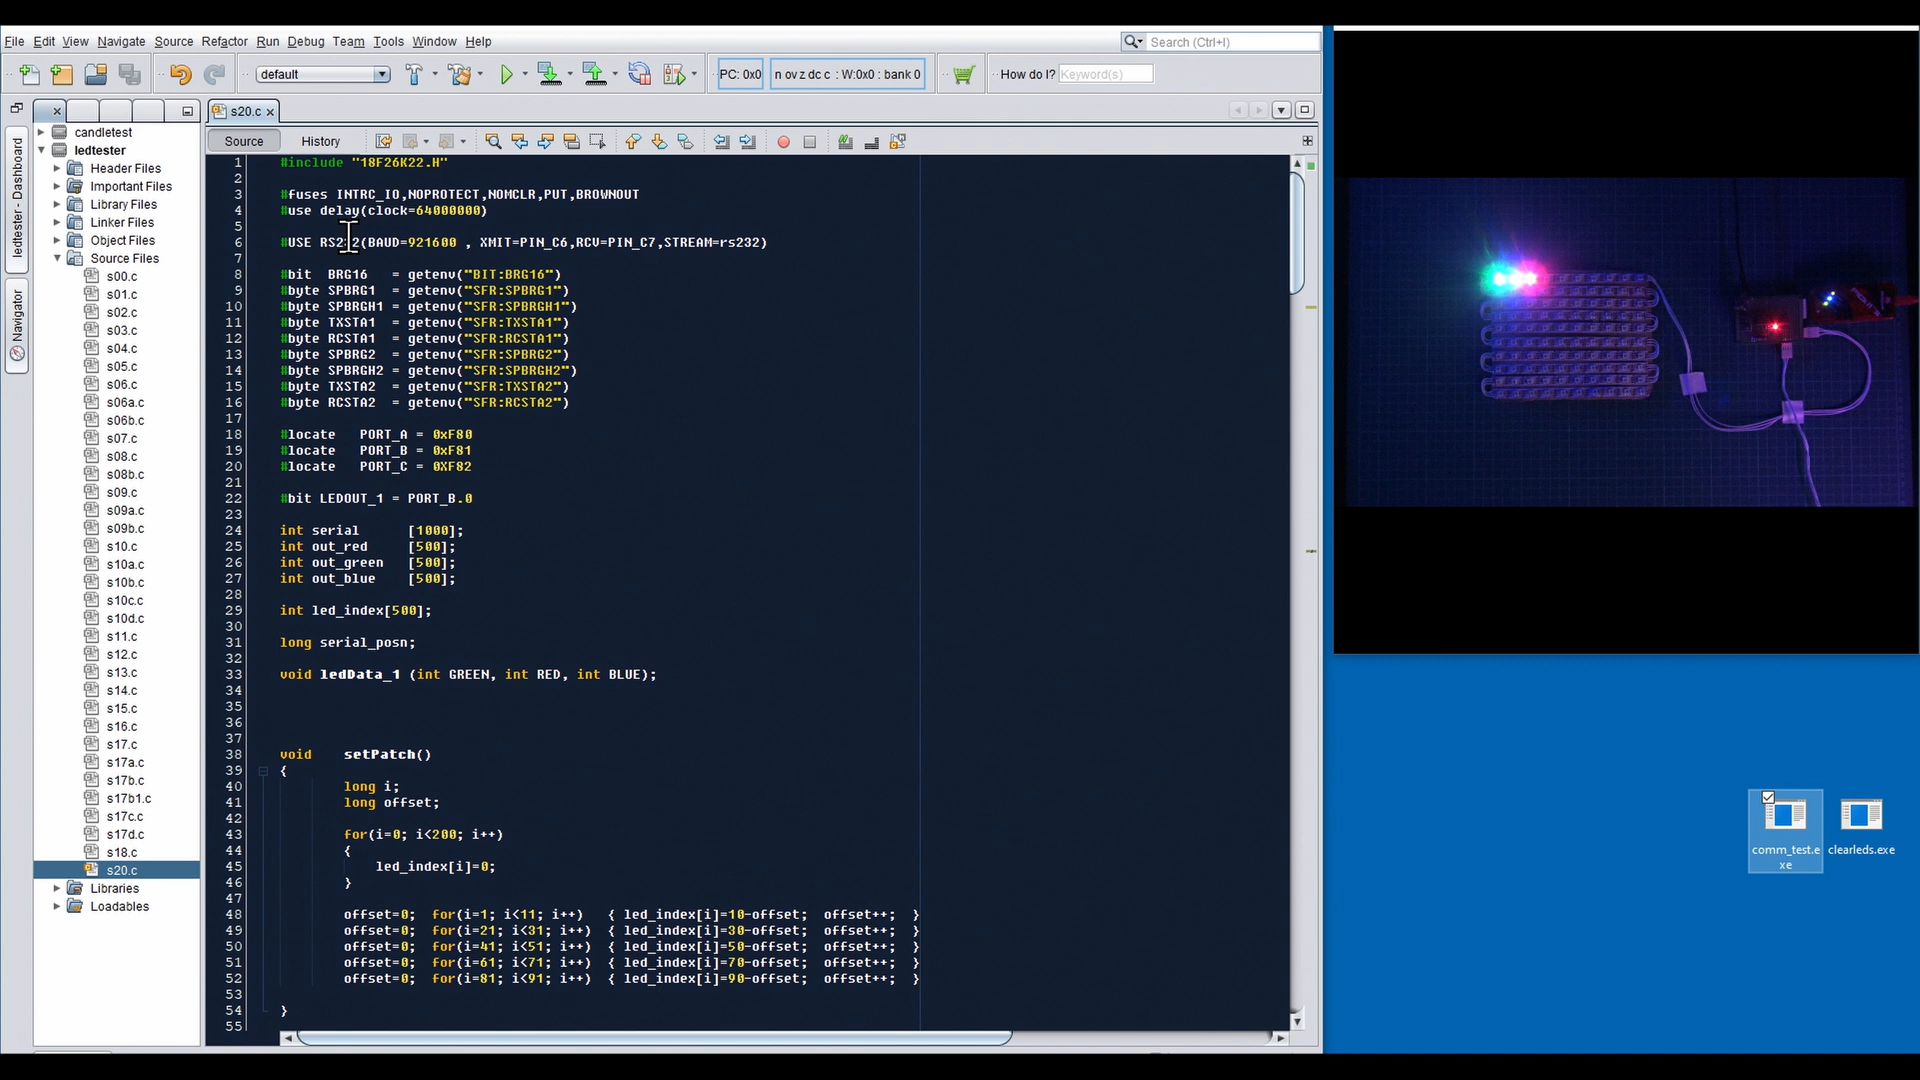 File Edit View Navigate Source Refactor Run Debug Team Tools Window Help
Search (Ctrl+I)
default
PC: 0x0
n ov z dc c : W:0x0 : bank 0
How do I? Keyword(s)
ledtester - Dashboard
Navigator
candletest
ledtester
Header Files
Important Files
Library Files
Linker Files
Object Files
Source Files
s00.c
s01.c
s02.c
s03.c
s04.c
s05.c
s06.c
s06a.c
s06b.c
s07.c
s08.c
s08b.c
s09.c
s09a.c
s09b.c
s10.c
s10a.c
s10b.c
s10c.c
s10d.c
s11.c
s12.c
s13.c
s14.c
s15.c
s16.c
s17.c
s17a.c
s17b.c
s17b1.c
s17c.c
s17d.c
s18.c
s20.c
Libraries
Loadables
s20.c
Source History
1 #include "18F26K22.H"
2
3 #fuses INTRC_IO,NOPROTECT,NOMCLR,PUT,BROWNOUT
4 #use delay(clock=64000000)
5
6 #USE RS232(BAUD=921600 , XMIT=PIN_C6,RCV=PIN_C7,STREAM=rs232)
7
8 #bit BRG16 = getenv("BIT:BRG16")
9 #byte SPBRG1 = getenv("SFR:SPBRG1")
10 #byte SPBRGH1 = getenv("SFR:SPBRGH1")
11 #byte TXSTA1 = getenv("SFR:TXSTA1")
12 #byte RCSTA1 = getenv("SFR:RCSTA1")
13 #byte SPBRG2 = getenv("SFR:SPBRG2")
14 #byte SPBRGH2 = getenv("SFR:SPBRGH2")
15 #byte TXSTA2 = getenv("SFR:TXSTA2")
16 #byte RCSTA2 = getenv("SFR:RCSTA2")
17
18 #locate PORT_A = 0xF80
19 #locate PORT_B = 0xF81
20 #locate PORT_C = 0XF82
21
22 #bit LEDOUT_1 = PORT_B.0
23
24 int serial [1000];
25 int out_red [500];
26 int out_green [500];
27 int out_blue [500];
28
29 int led_index[500];
30
31 long serial_posn;
32
33 void ledData_1 (int GREEN, int RED, int BLUE);
34
35
36
37
38 void setPatch()
39 {
40 long i;
41 long offset;
42
43 for(i=0; i<200; i++)
44 {
45 led_index[i]=0;
46 }
47
48 offset=0; for(i=1; i<11; i++) { led_index[i]=10-offset; offset++; }
49 offset=0; for(i=21; i<31; i++) { led_index[i]=30-offset; offset++; }
50 offset=0; for(i=41; i<51; i++) { led_index[i]=50-offset; offset++; }
51 offset=0; for(i=61; i<71; i++) { led_index[i]=70-offset; offset++; }
52 offset=0; for(i=81; i<91; i++) { led_index[i]=90-offset; offset++; }
53
54 }
55
comm_test.e
xe
clearleds.exe